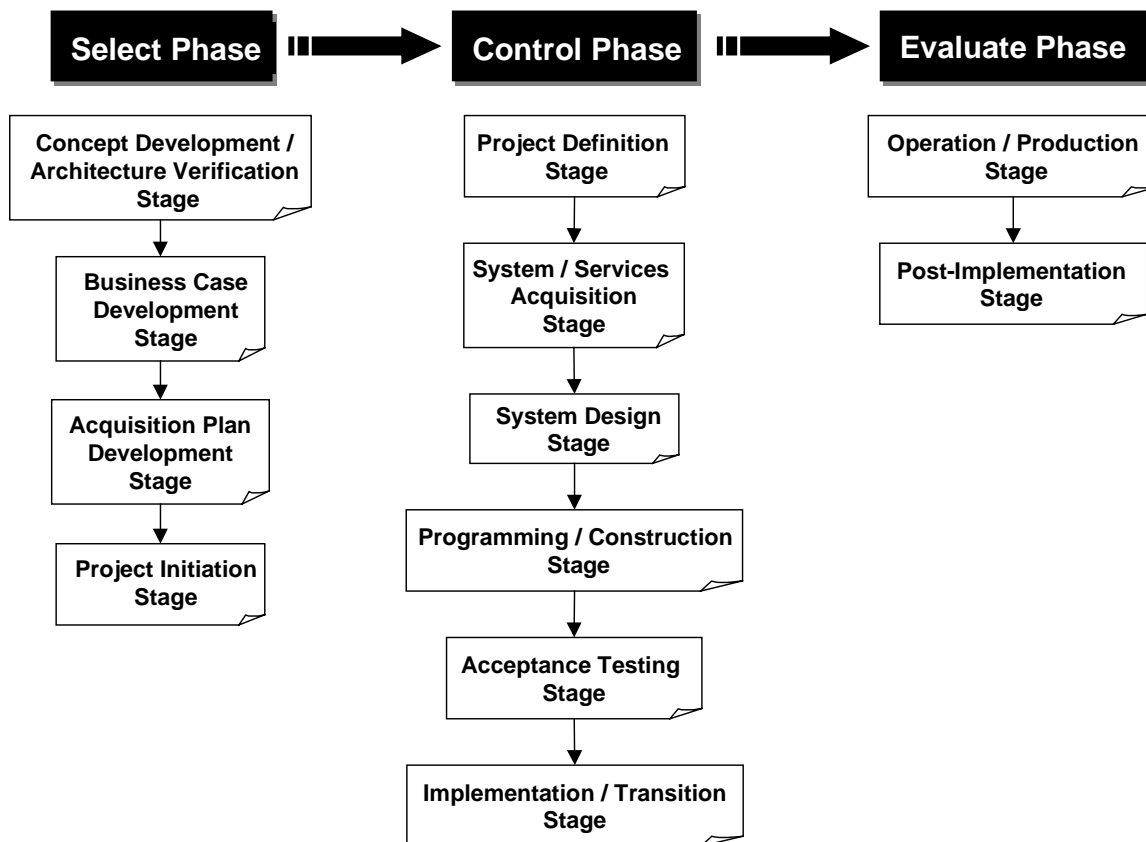 Select Phase
Control Phase
Evaluate Phase
Concept Development /
Architecture Verification
Stage
Business Case
Development
Stage
Acquisition Plan
Development
Stage
Project Initiation
Stage
Project Definition
Stage
System / Services
Acquisition
Stage
System Design
Stage
Programming / Construction
Stage
Acceptance Testing
Stage
Implementation / Transition
Stage
Operation / Production
Stage
Post-Implementation
Stage